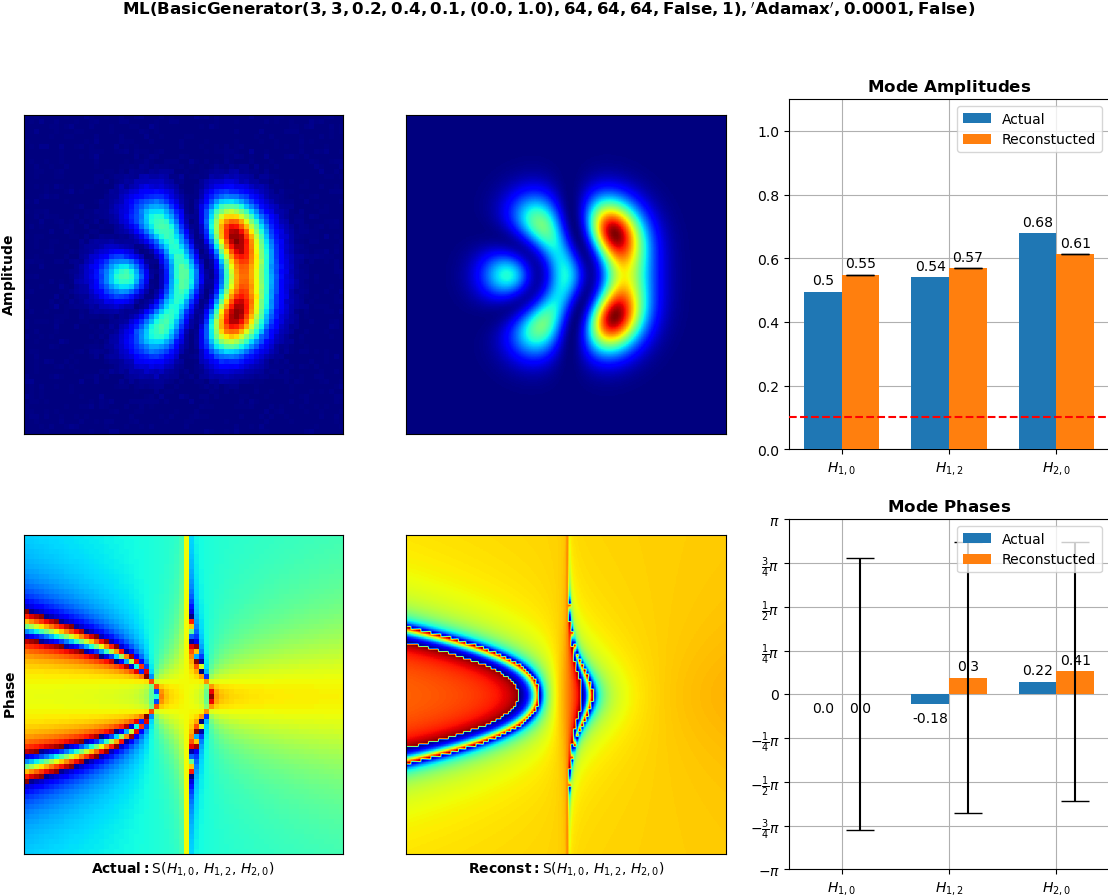 ML(BasicGenerator(3, 3, 0.2, 0.4, 0.1, (0.0, 1.0), 64, 64, 64, False, 1), ′Adamax′, 0.0001, False)
Amplitude
Mode Amplitudes
Actual
Reconstucted
1.0
0.8
0.6
0.4
0.2
0.0
0.5
0.55
0.54
0.57
0.68
0.61
H1, 0
H1, 2
H2, 0
Phase
Actual: S(H1, 0, H1, 2, H2, 0)
Reconst: S(H1, 0, H1, 2, H2, 0)
Mode Phases
Actual
Reconstucted
π
3/4π
1/2π
1/4π
0
−1/4π
−1/2π
−3/4π
−π
0.0
0.0
-0.18
0.3
0.22
0.41
H1, 0
H1, 2
H2, 0